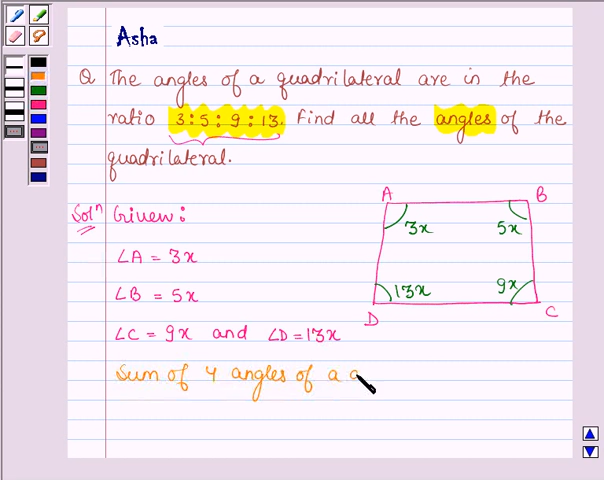 Asha
Q The angles of a quadrilateral are in the
ratio 3:5:9:13. Find all the angles of the
quadrilateral.
Solⁿ Given:
∠A = 3x
∠B = 5x
∠C = 9x and ∠D = 13x
Sum of 4 angles of a q
A B
3x 5x
13x 9x
D C